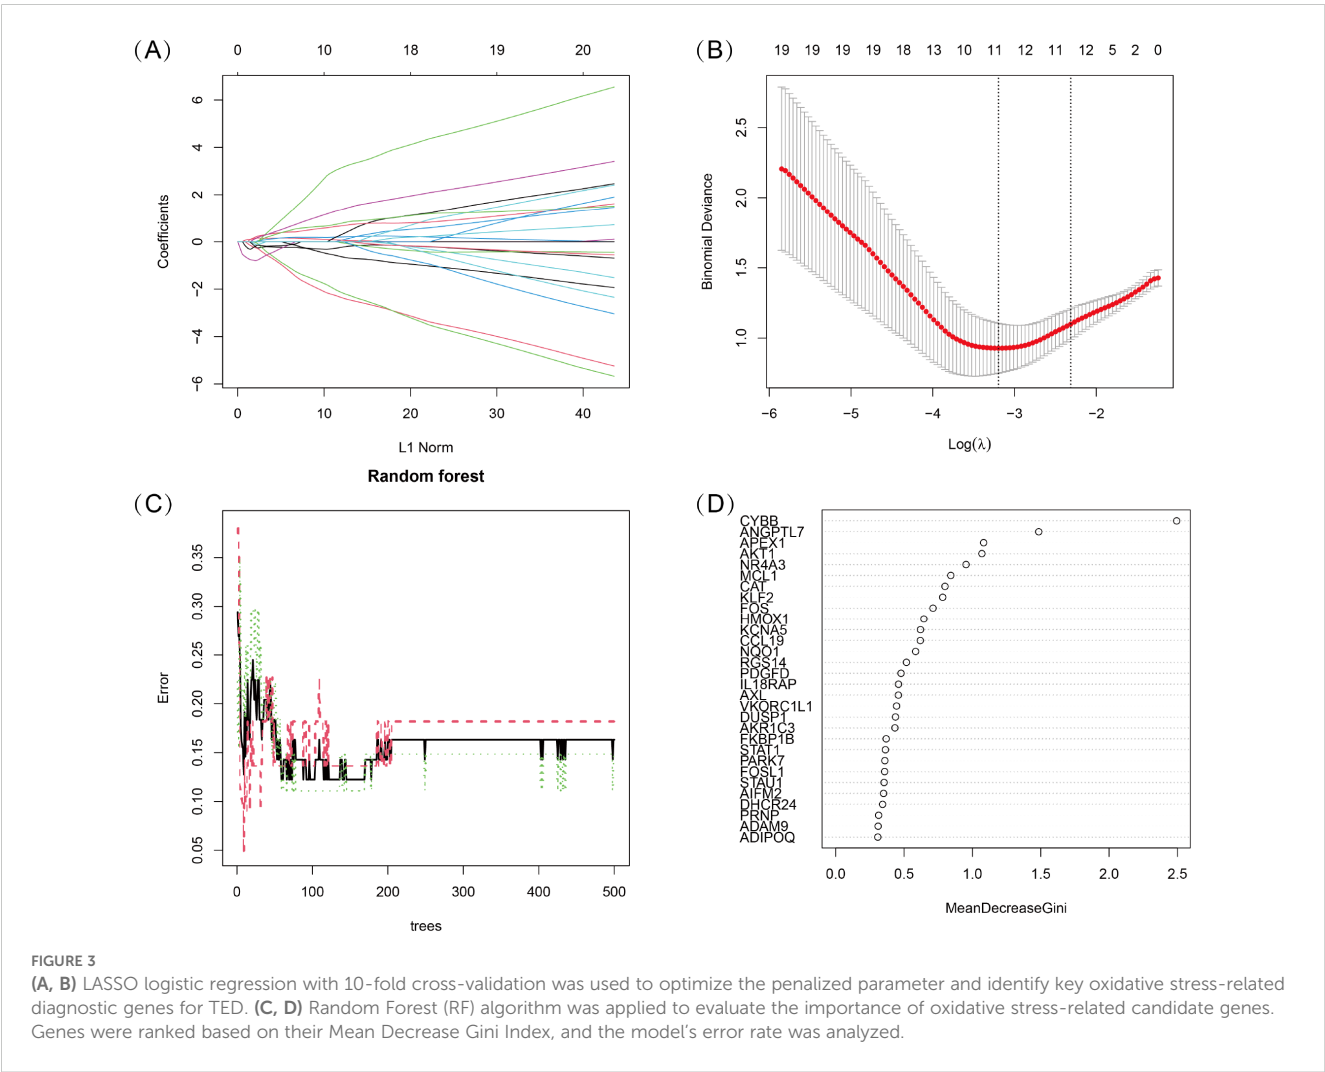 (A)
0 10 18 19 20
6
4
2
0
−2
−4
−6
Coefficients
0 10 20 30 40
L1 Norm
(B)
19 19 19 19 18 13 10 11 12 11 12 5 2 0
2.5
2.0
1.5
1.0
Binomial Deviance
−6 −5 −4 −3 −2
Log(λ)
Random forest
(C)
0.35
0.30
0.25
0.20
0.15
0.10
0.05
Error
0 100 200 300 400 500
trees
(D)
CYBB
ANGPTL7
APEX1
AKT1
NR4A3
MCL1
CAT
KLF2
FOS
HMOX1
KCNA5
CCL19
NQO1
RGS14
PDGFD
IL18RAP
AXL
VKORC1L1
DUSP1
AKR1C3
FKBP1B
STAT1
PARK7
FOSL1
STAU1
AIFM2
DHCR24
PRNP
ADAM9
ADIPOQ
0.0 0.5 1.0 1.5 2.0 2.5
MeanDecreaseGini
FIGURE 3
(A, B) LASSO logistic regression with 10-fold cross-validation was used to optimize the penalized parameter and identify key oxidative stress-related
diagnostic genes for TED. (C, D) Random Forest (RF) algorithm was applied to evaluate the importance of oxidative stress-related candidate genes.
Genes were ranked based on their Mean Decrease Gini Index, and the model's error rate was analyzed.